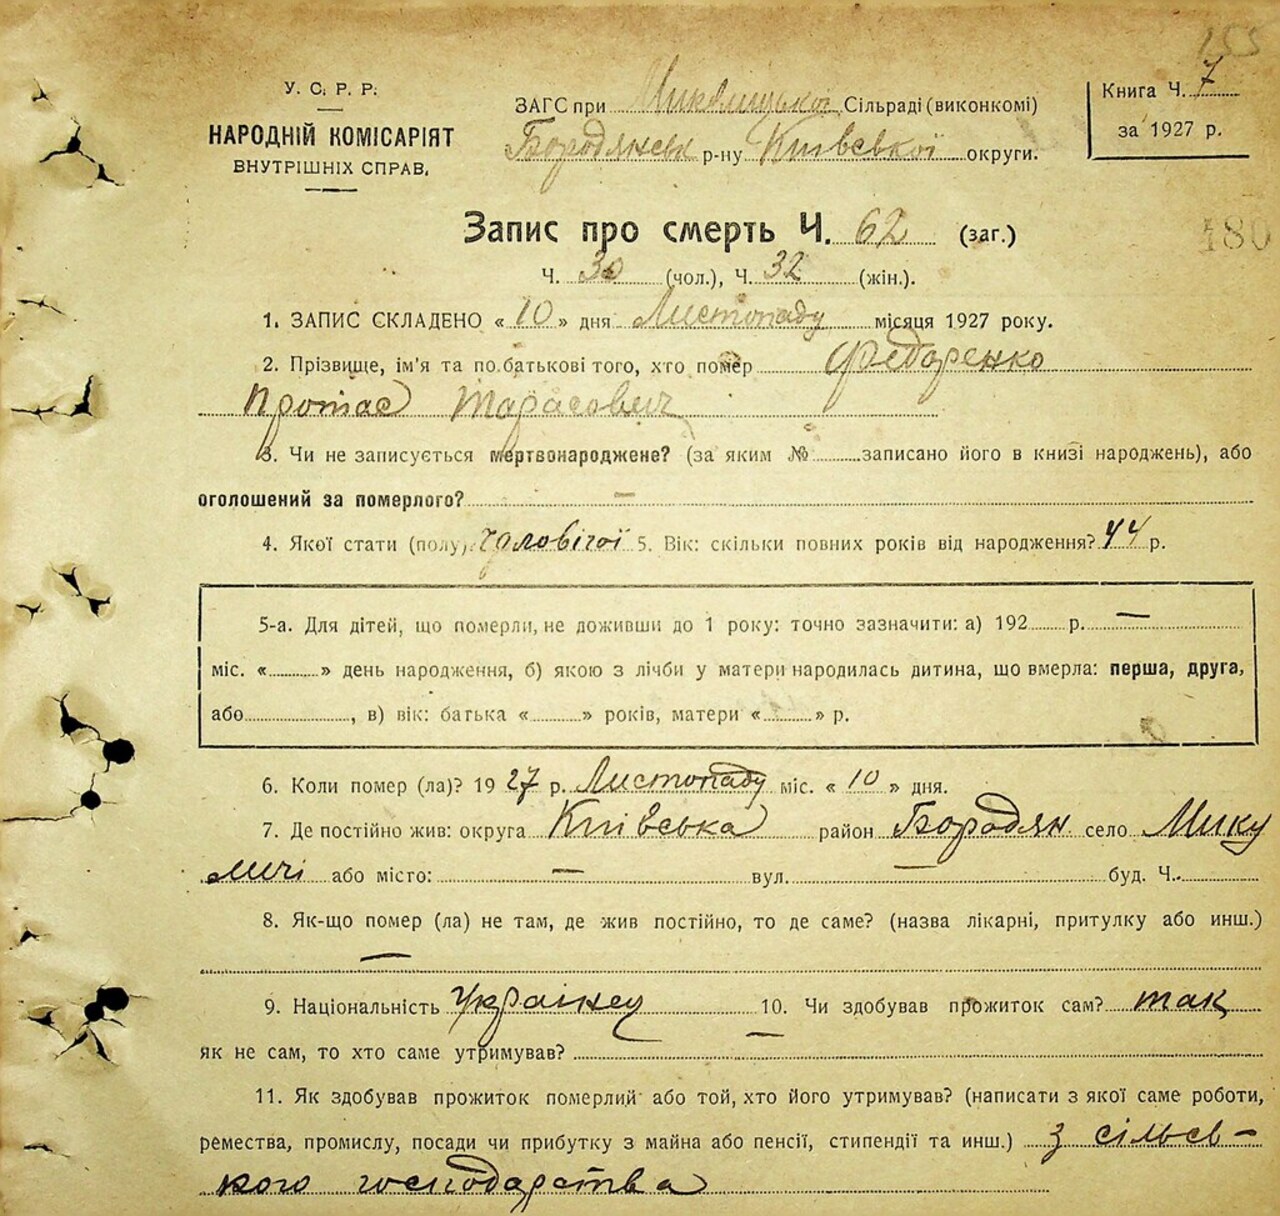 155
У. С. Р. Р.
НАРОДНІЙ КОМІСАРІЯТ
ВНУТРІШНІХ СПРАВ.
ЗАГС при Микулицької Сільраді (виконкомі)
Бородянськ р-ну Київської округи.
Книга Ч. 7
за 1927 р.
180
Запис про смерть Ч. 62 (заг.)
Ч. 30 (чол.), Ч. 32 (жін.).
1. ЗАПИС СКЛАДЕНО « 10 » дня Листопаду місяця 1927 року.
2. Прізвище, ім'я та по батькові того, хто помер Федоренко
Протас Тарасович
3. Чи не записується мертвонароджене? (за яким № записано його в книзі народжень), або
оголошений за померлого? —
4. Якої стати (полу) чоловічої 5. Вік: скільки повних років від народження? 44 р.
5-а. Для дітей, що померли, не доживши до 1 року: точно зазначити: а) 192 р. —
міс. « » день народження, б) якою з лічби у матери народилась дитина, що вмерла: перша, друга,
або , в) вік: батька « » років, матери « » р.
6. Коли помер (ла)? 1927 р. Листопаду міс. « 10 » дня.
7. Де постійно жив: округа Київська район Бородян село Мику
личі або місто: — вул. — буд. Ч.
8. Як-що помер (ла) не там, де жив постійно, то де саме? (назва лікарні, притулку або инш.)
—
9. Національність Украінец 10. Чи здобував прожиток сам? так
як не сам, то хто саме утримував? —
11. Як здобував прожиток померлий або той, хто його утримував? (написати з якої саме роботи,
ремества, промислу, посади чи прибутку з майна або пенсії, стипендії та инш.) з сільсь-
кого господарства